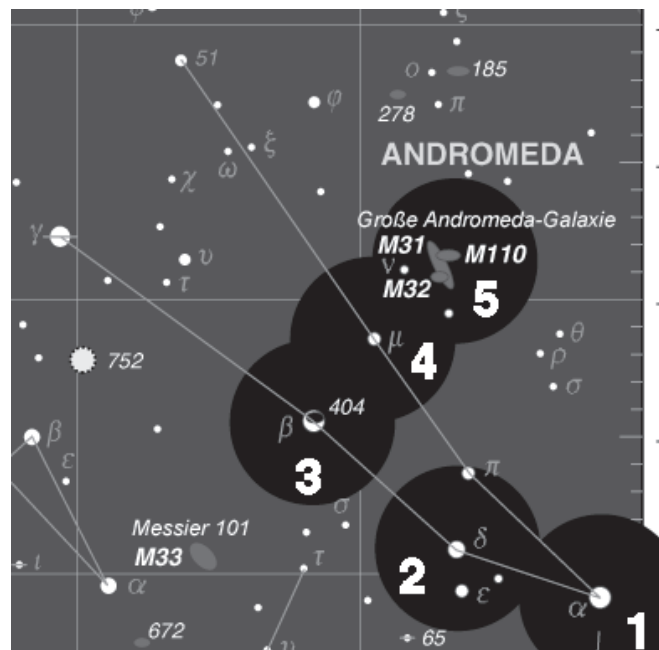 ζ
φ
51
ο
185
278
π
φ
ξ
ω
ANDROMEDA
χ
Große Andromeda-Galaxie
M31
M110
γ
υ
ν
M32
τ
5
μ
θ
ρ
4
σ
752
404
β
β
3
ε
π
σ
Messier 101
M33
τ
δ
2
ι
α
ε
α
1
672
υ
65